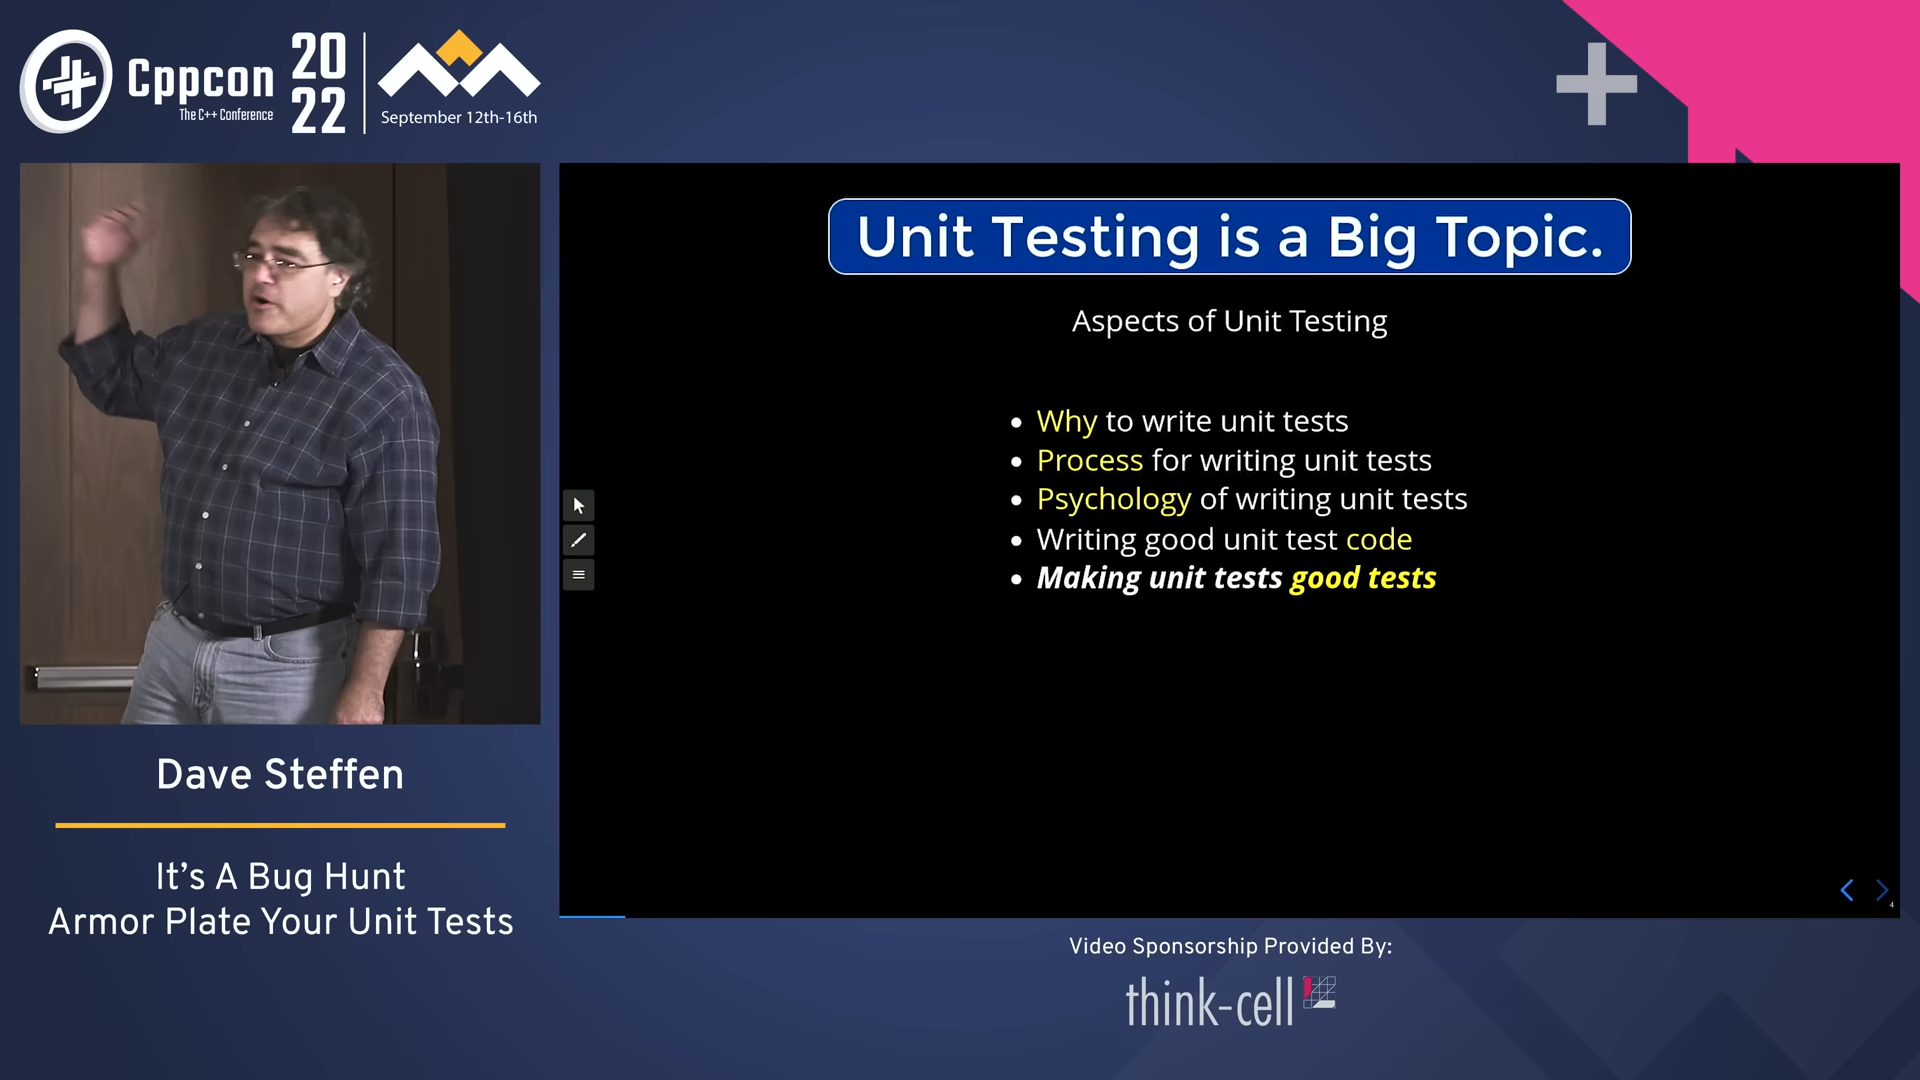 Cppcon
The C++ Conference
20
22
September 12th-16th
Unit Testing is a Big Topic.
Aspects of Unit Testing
• Why to write unit tests
• Process for writing unit tests
• Psychology of writing unit tests
• Writing good unit test code
• Making unit tests good tests
4
Dave Steffen
It's A Bug Hunt
Armor Plate Your Unit Tests
Video Sponsorship Provided By:
think-cell